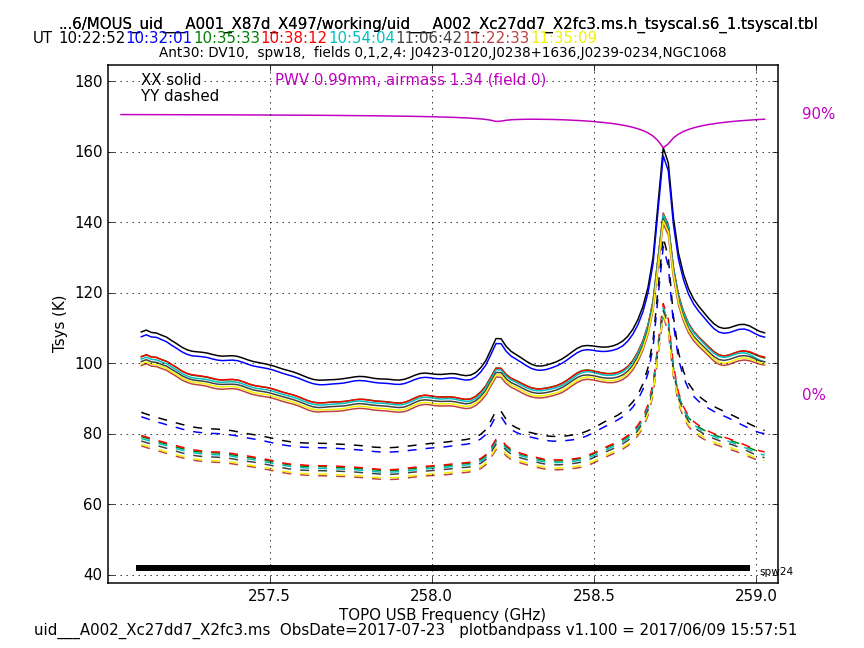 ...6/MOUS_uid___A001_X87d_X497/working/uid___A002_Xc27dd7_X2fc3.ms.h_tsyscal.s6_1.tsyscal.tbl
UT 10:22:52 10:32:01 10:35:33 10:38:12 10:54:04 11:06:42 11:22:33 11:35:09
Ant30: DV10, spw18, fields 0,1,2,4: J0423-0120,J0238+1636,J0239-0234,NGC1068
XX solid
PWV 0.99mm, airmass 1.34 (field 0)
YY dashed
180
160
140
120
100
80
60
40
90%
0%
Tsys (K)
spw24
257.5 258.0 258.5 259.0
TOPO USB Frequency (GHz)
uid___A002_Xc27dd7_X2fc3.ms ObsDate=2017-07-23 plotbandpass v1.100 = 2017/06/09 15:57:51